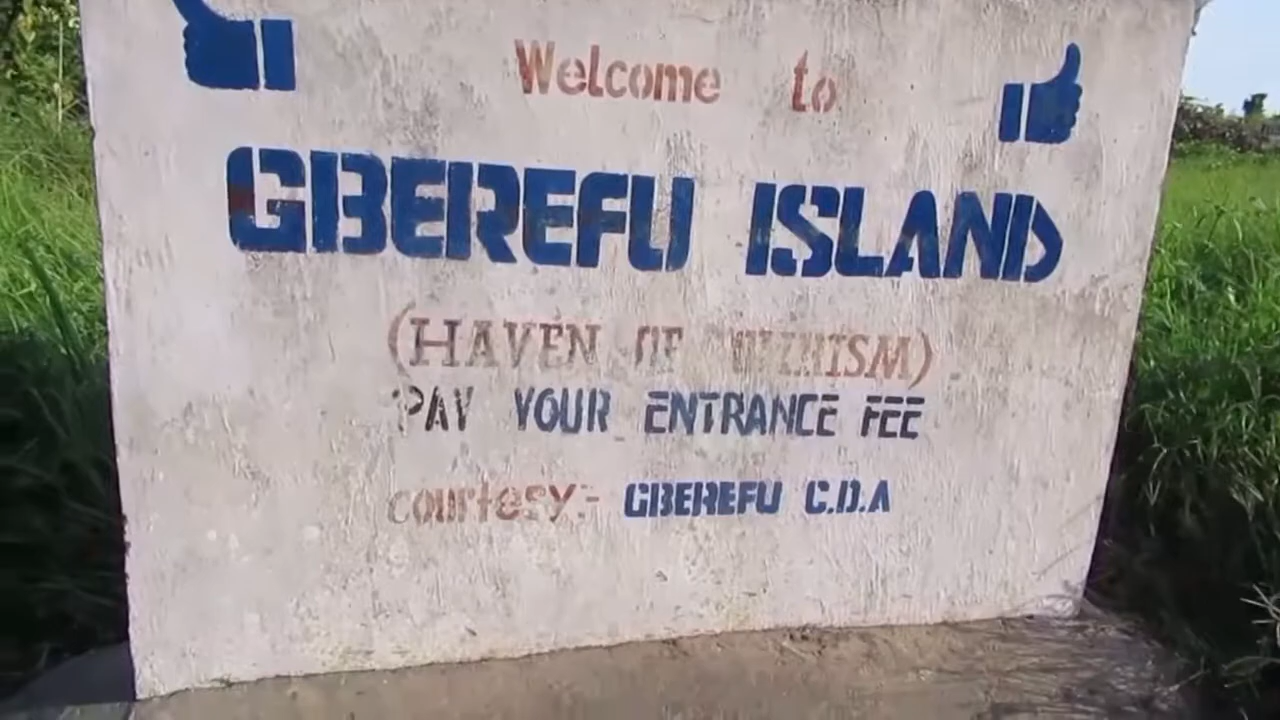 Welcome to
GBEREFU ISLAND
(HAVEN OF TOURISM)
PAY YOUR ENTRANCE FEE
courtesy:- GBEREFU C.D.A